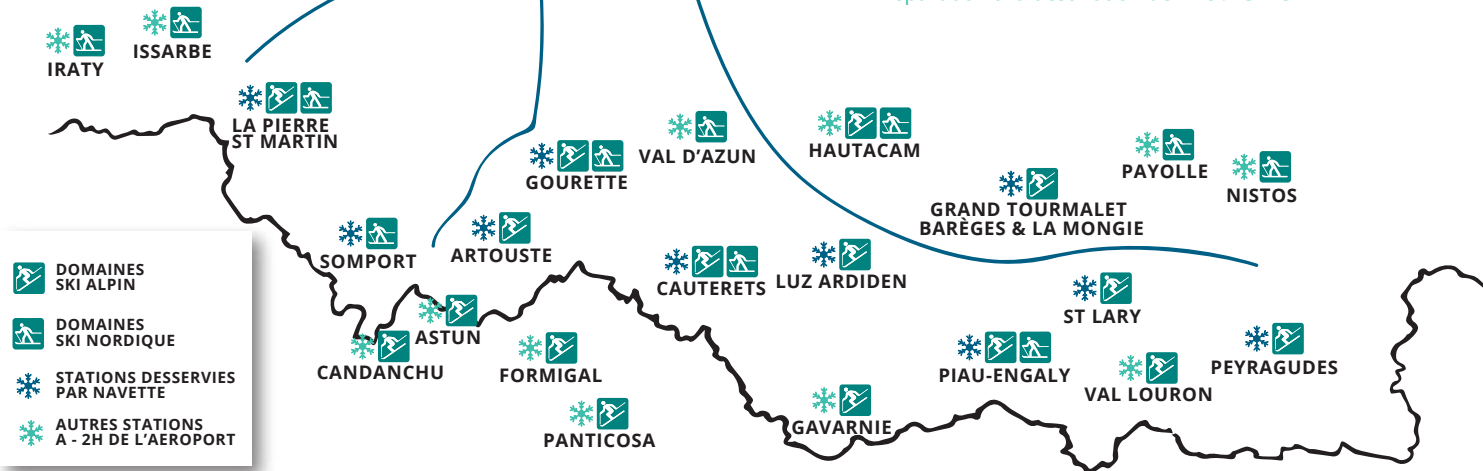 ISSARBE
IRATY
LA PIERRE
ST MARTIN
GOURETTE
VAL D'AZUN
HAUTACAM
PAYOLLE
NISTOS
GRAND TOURMALET
BARÈGES & LA MONGIE
SOMPORT
ARTOUSTE
CAUTERETS
LUZ ARDIDEN
ST LARY
ASTUN
CANDANCHU
FORMIGAL
PIAU-ENGALY
PEYRAGUDES
VAL LOURON
GAVARNIE
PANTICOSA
DOMAINES
SKI ALPIN
DOMAINES
SKI NORDIQUE
STATIONS DESSERVIES
PAR NAVETTE
AUTRES STATIONS
A - 2H DE L'AEROPORT